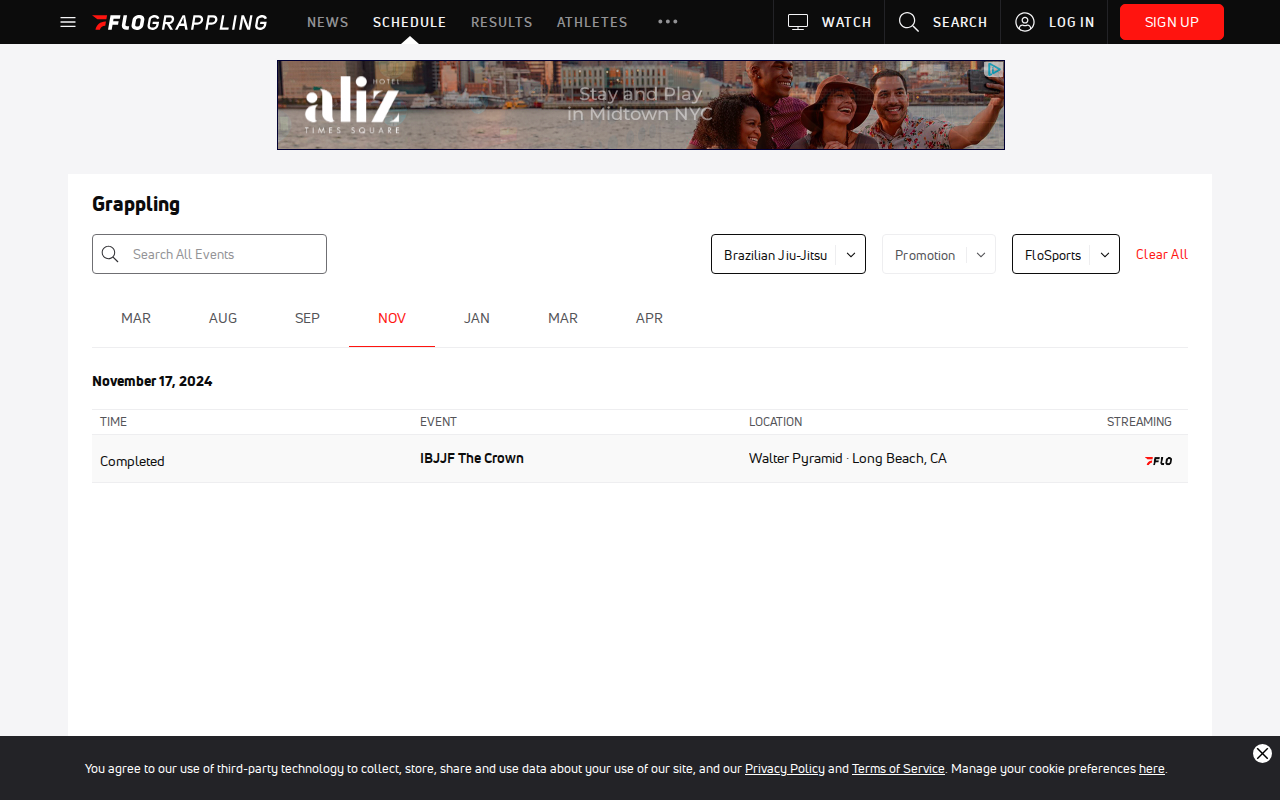 FLOGRAPPLING NEWS SCHEDULE RESULTS ATHLETES WATCH SEARCH LOG IN SIGN UP
aliz HOTEL
TIMES SQUARE
Stay and Play
in Midtown NYC
Grappling
Search All Events Brazilian Jiu-Jitsu Promotion FloSports Clear All
MAR AUG SEP NOV JAN MAR APR
November 17, 2024
TIME EVENT LOCATION STREAMING
Completed IBJJF The Crown Walter Pyramid · Long Beach, CA FLO
You agree to our use of third-party technology to collect, store, share and use data about your use of our site, and our Privacy Policy and Terms of Service. Manage your cookie preferences here.